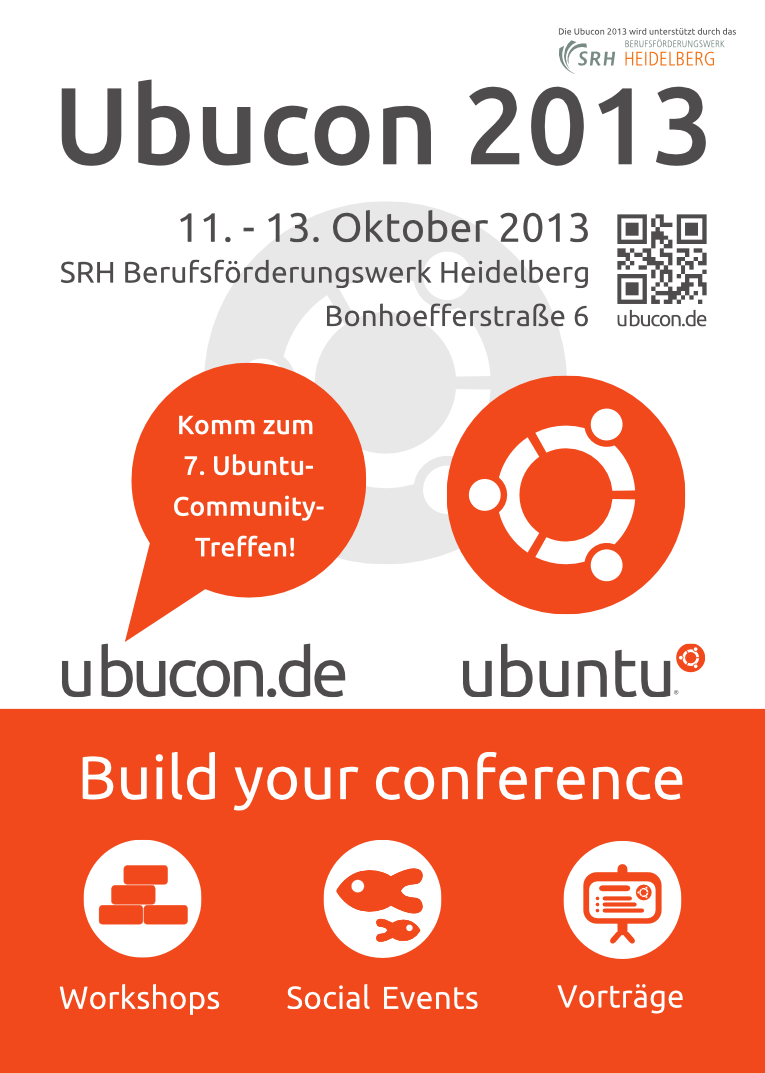 Die Ubucon 2013 wird unterstützt durch das
BERUFSFÖRDERUNGSWERK
SRH HEIDELBERG
Ubucon 2013
11. - 13. Oktober 2013
SRH Berufsförderungswerk Heidelberg
Bonhoefferstraße 6
ubucon.de
Komm zum
7. Ubuntu-
Community-
Treffen!
ubucon.de
ubuntu®
Build your conference
Workshops
Social Events
Vorträge